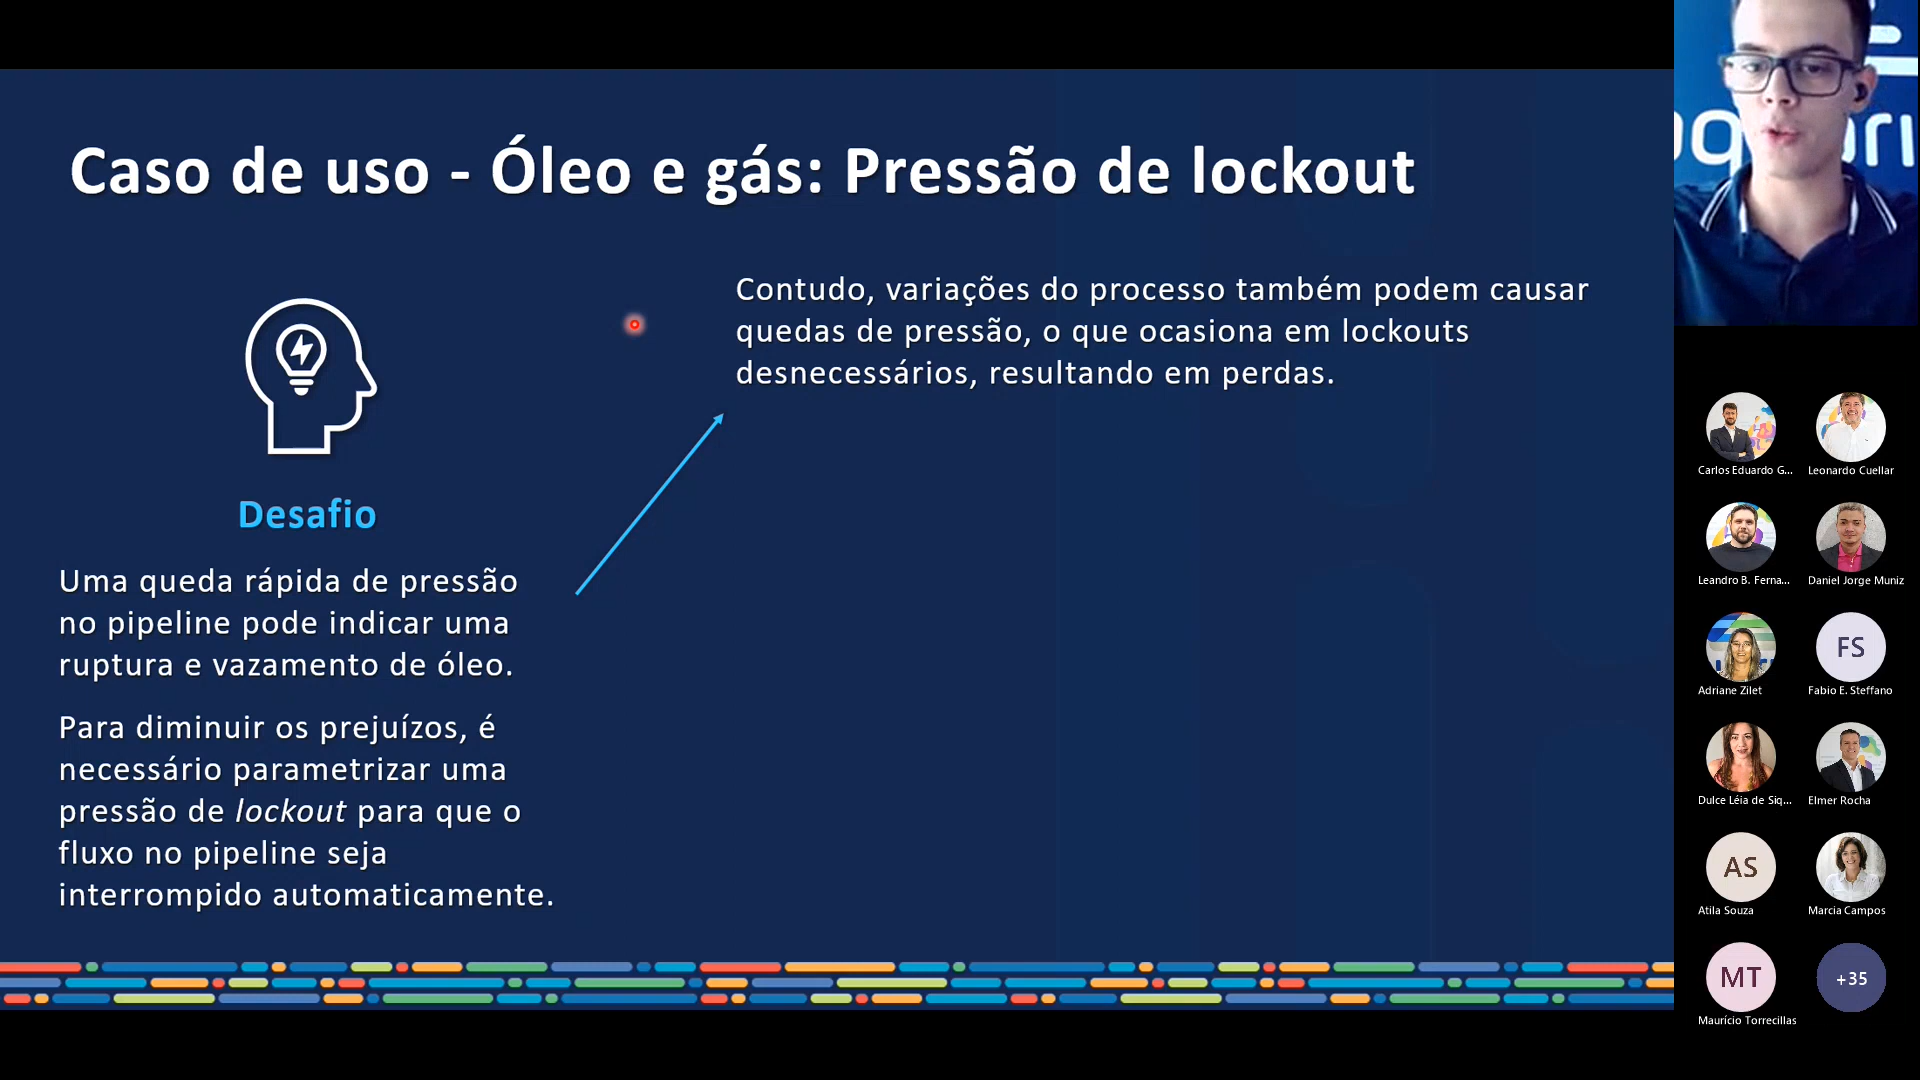 Caso de uso - Óleo e gás: Pressão de lockout
Desafio
Uma queda rápida de pressão
no pipeline pode indicar uma
ruptura e vazamento de óleo.
Para diminuir os prejuízos, é
necessário parametrizar uma
pressão de lockout para que o
fluxo no pipeline seja
interrompido automaticamente.
Contudo, variações do processo também podem causar
quedas de pressão, o que ocasiona em lockouts
desnecessários, resultando em perdas.
Carlos Eduardo G...
Leonardo Cuellar
Leandro B. Ferna...
Daniel Jorge Muniz
Adriane Zilet
FS
Fabio E. Steffano
Dulce Léia de Siq...
Elmer Rocha
AS
Atila Souza
Marcia Campos
MT
Maurício Torrecillas
+35